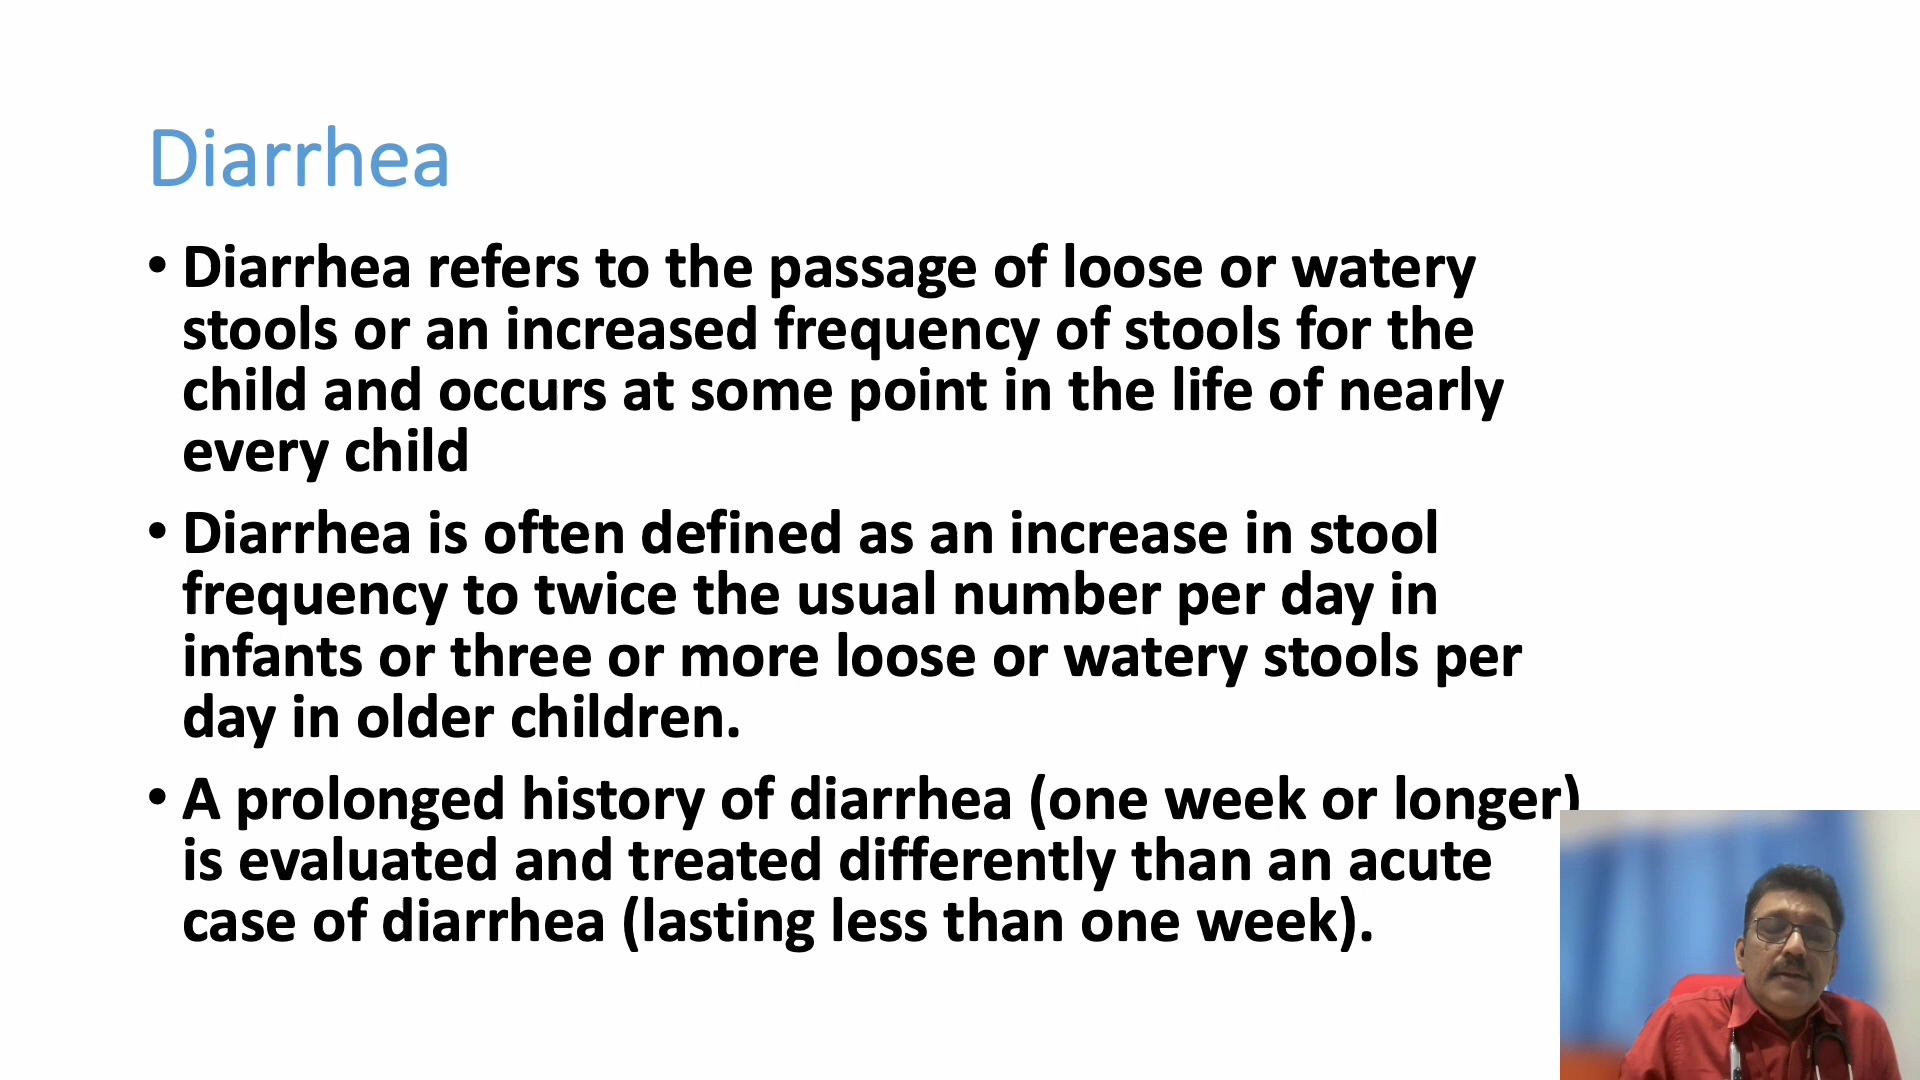 Diarrhea
• Diarrhea refers to the passage of loose or watery
stools or an increased frequency of stools for the
child and occurs at some point in the life of nearly
every child
• Diarrhea is often defined as an increase in stool
frequency to twice the usual number per day in
infants or three or more loose or watery stools per
day in older children.
• A prolonged history of diarrhea (one week or longer)
is evaluated and treated differently than an acute
case of diarrhea (lasting less than one week).